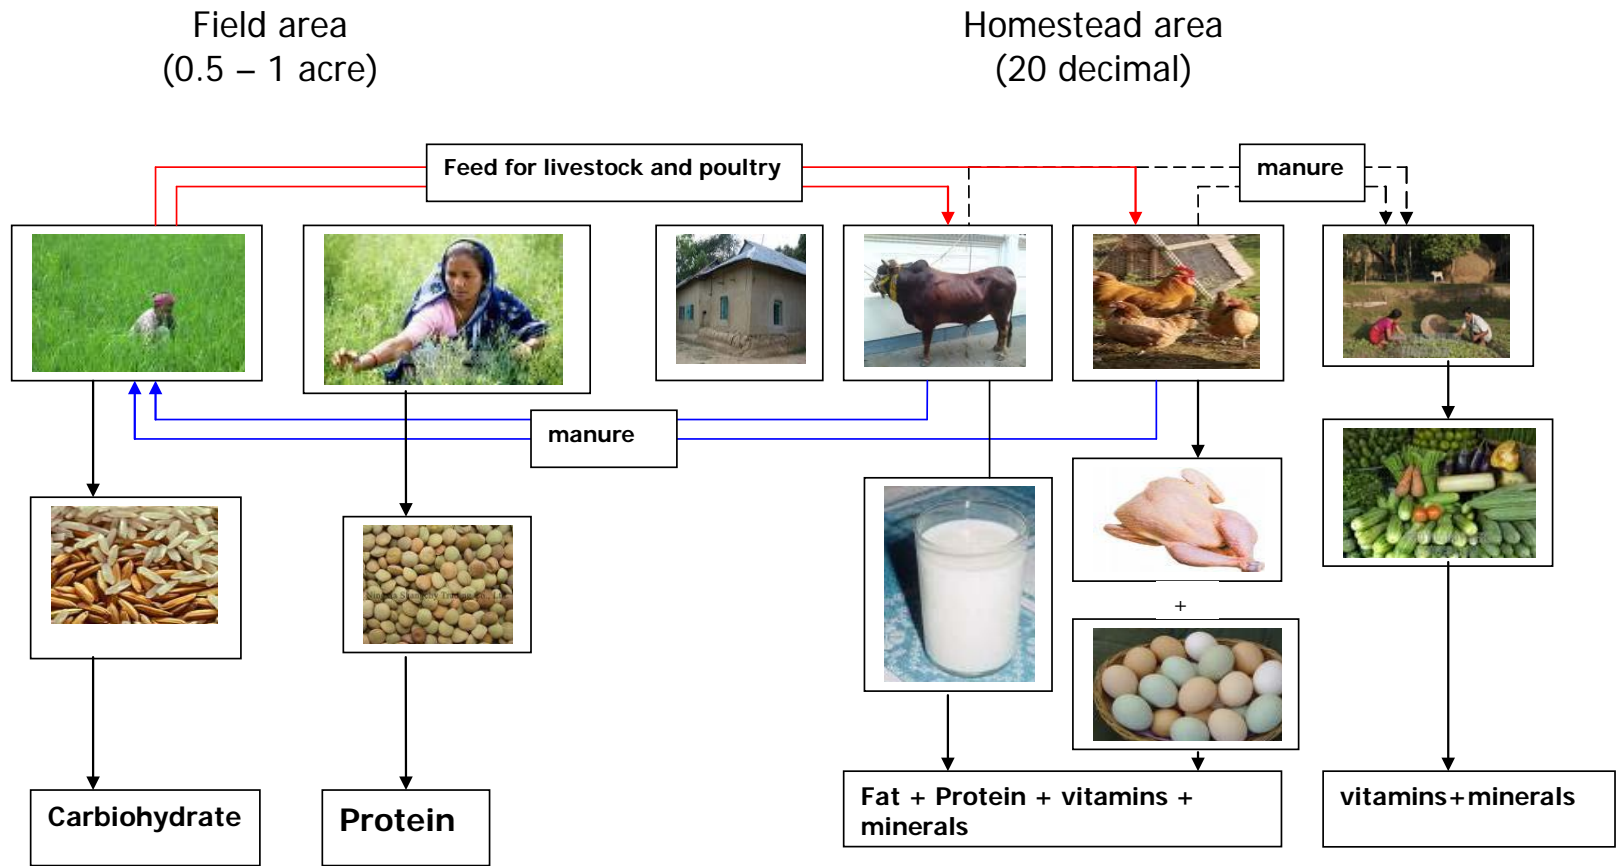 Field area
(0.5 – 1 acre)
Homestead area
(20 decimal)
Feed for livestock and poultry
manure
manure
+
Carbiohydrate
Protein
Fat + Protein + vitamins +
minerals
vitamins+minerals